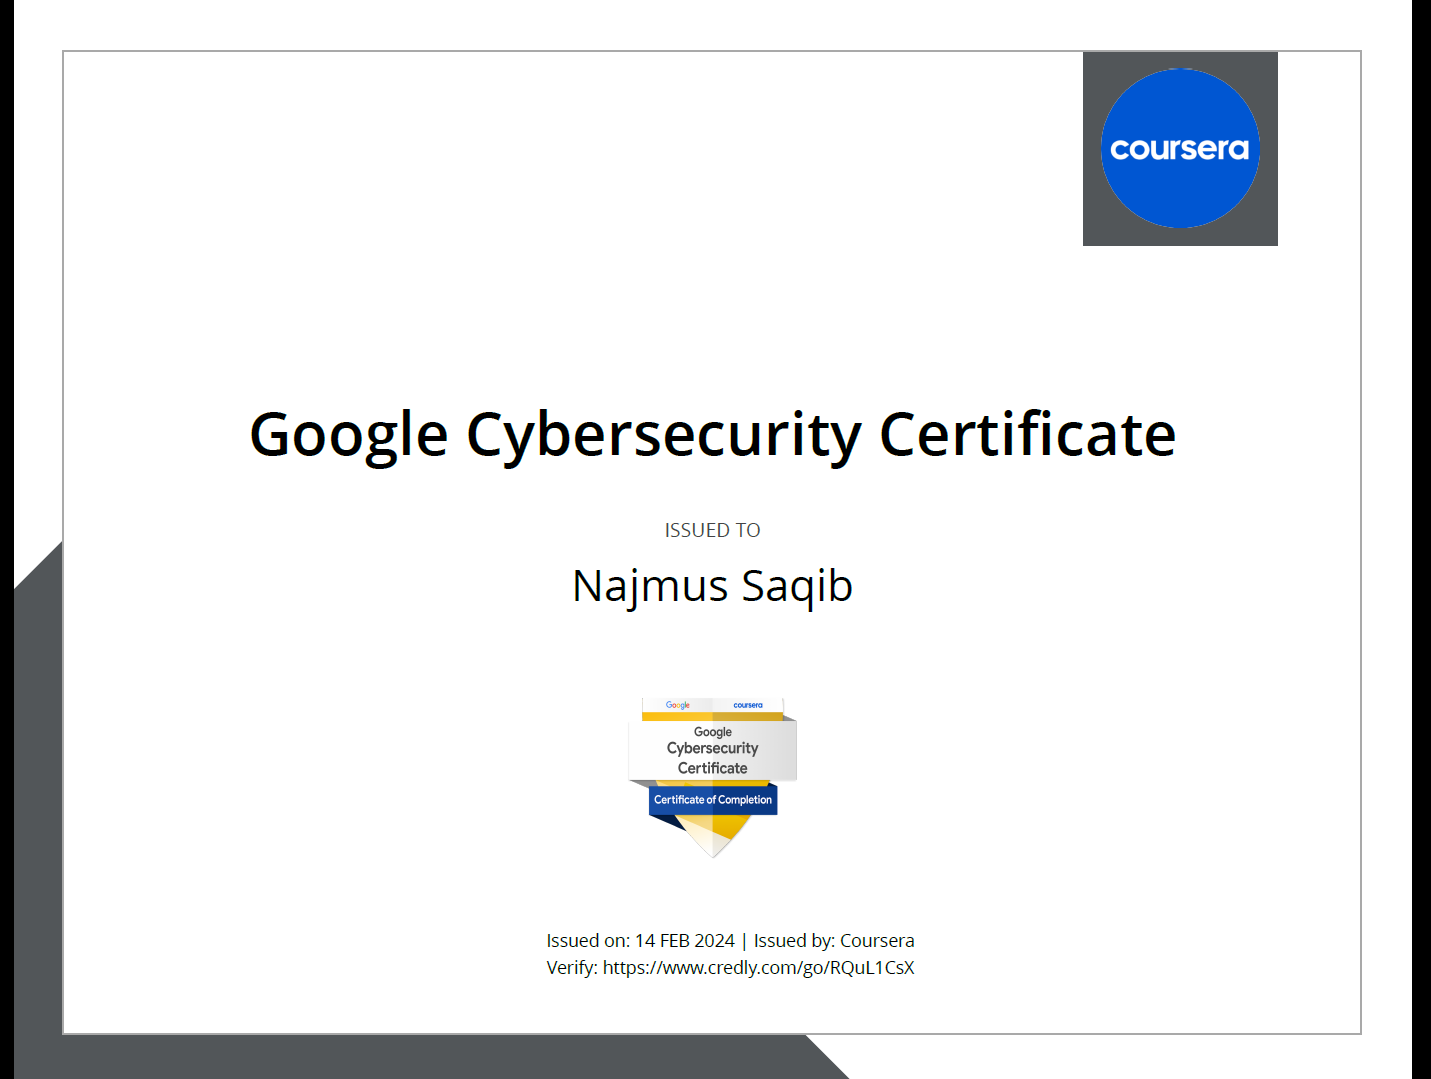 coursera
Google Cybersecurity Certificate
ISSUED TO
Najmus Saqib
Google coursera
Google
Cybersecurity
Certificate
Certificate of Completion
Issued on: 14 FEB 2024 | Issued by: Coursera
Verify: https://www.credly.com/go/RQuL1CsX